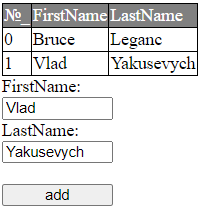 №_ FirstName LastName
0 Bruce Leganc
1 Vlad Yakusevych
FirstName:
Vlad
LastName:
Yakusevych
add